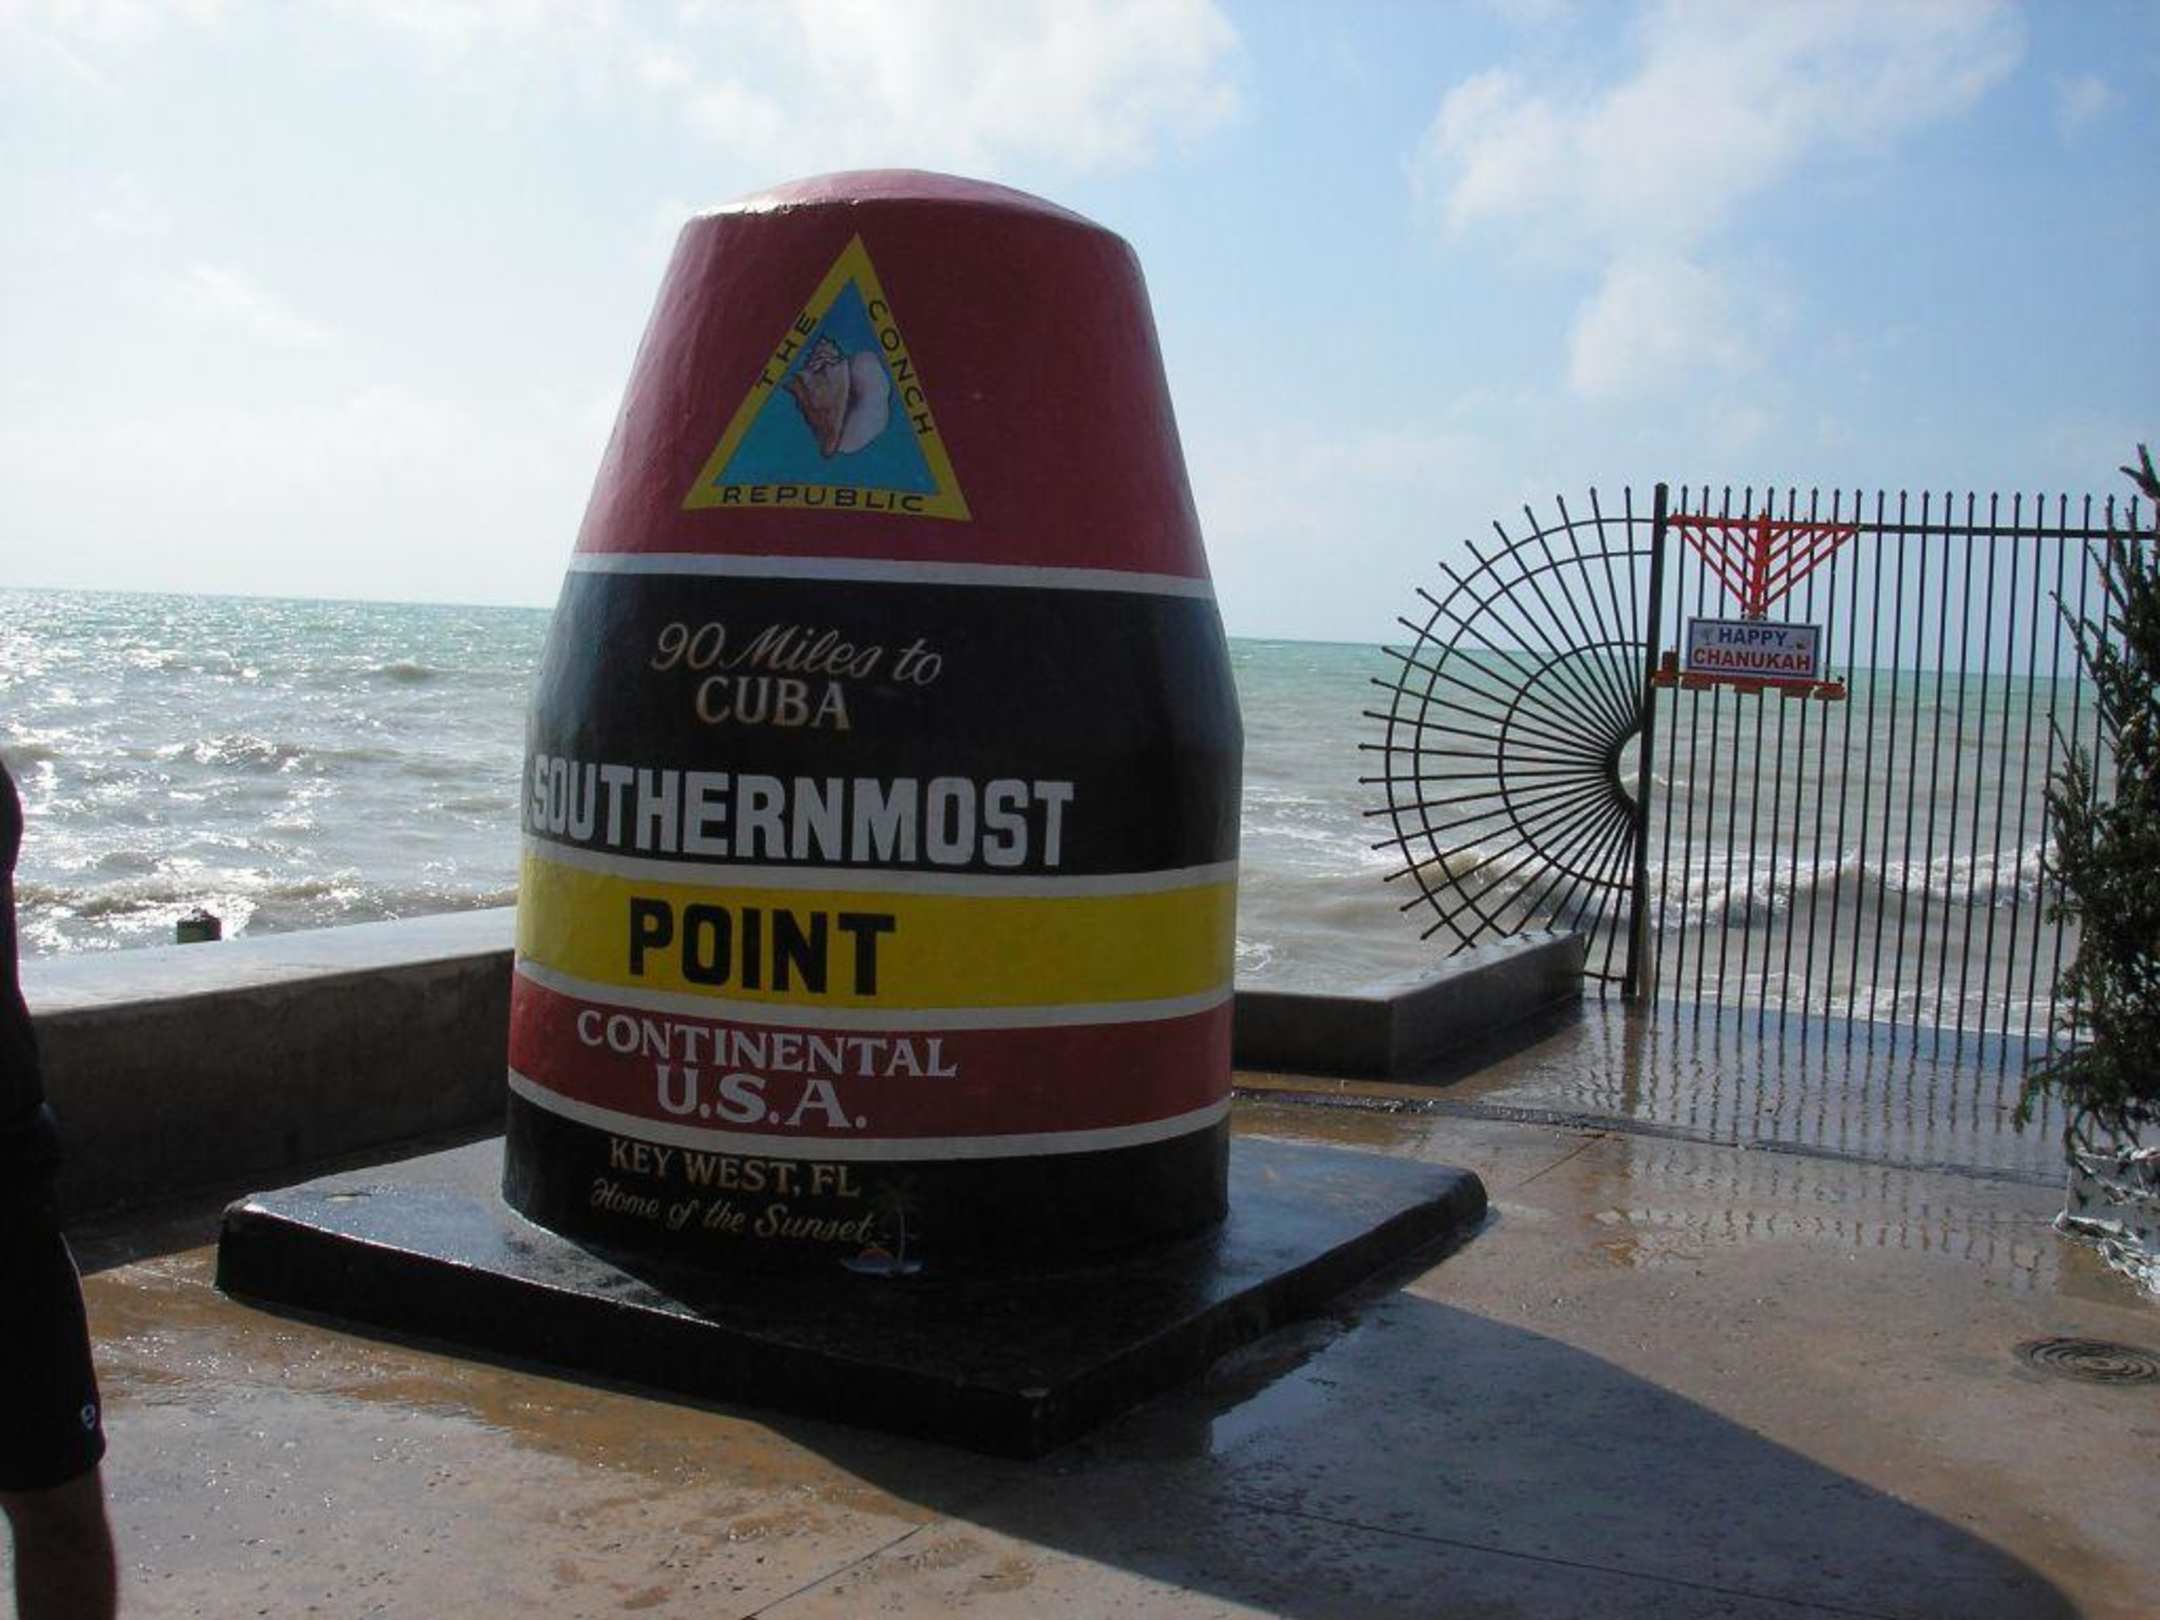 THE CONCH
REPUBLIC
90 Miles to
CUBA
SOUTHERNMOST
POINT
CONTINENTAL
U.S.A.
KEY WEST, FL
Home of the Sunset
HAPPY
CHANUKAH